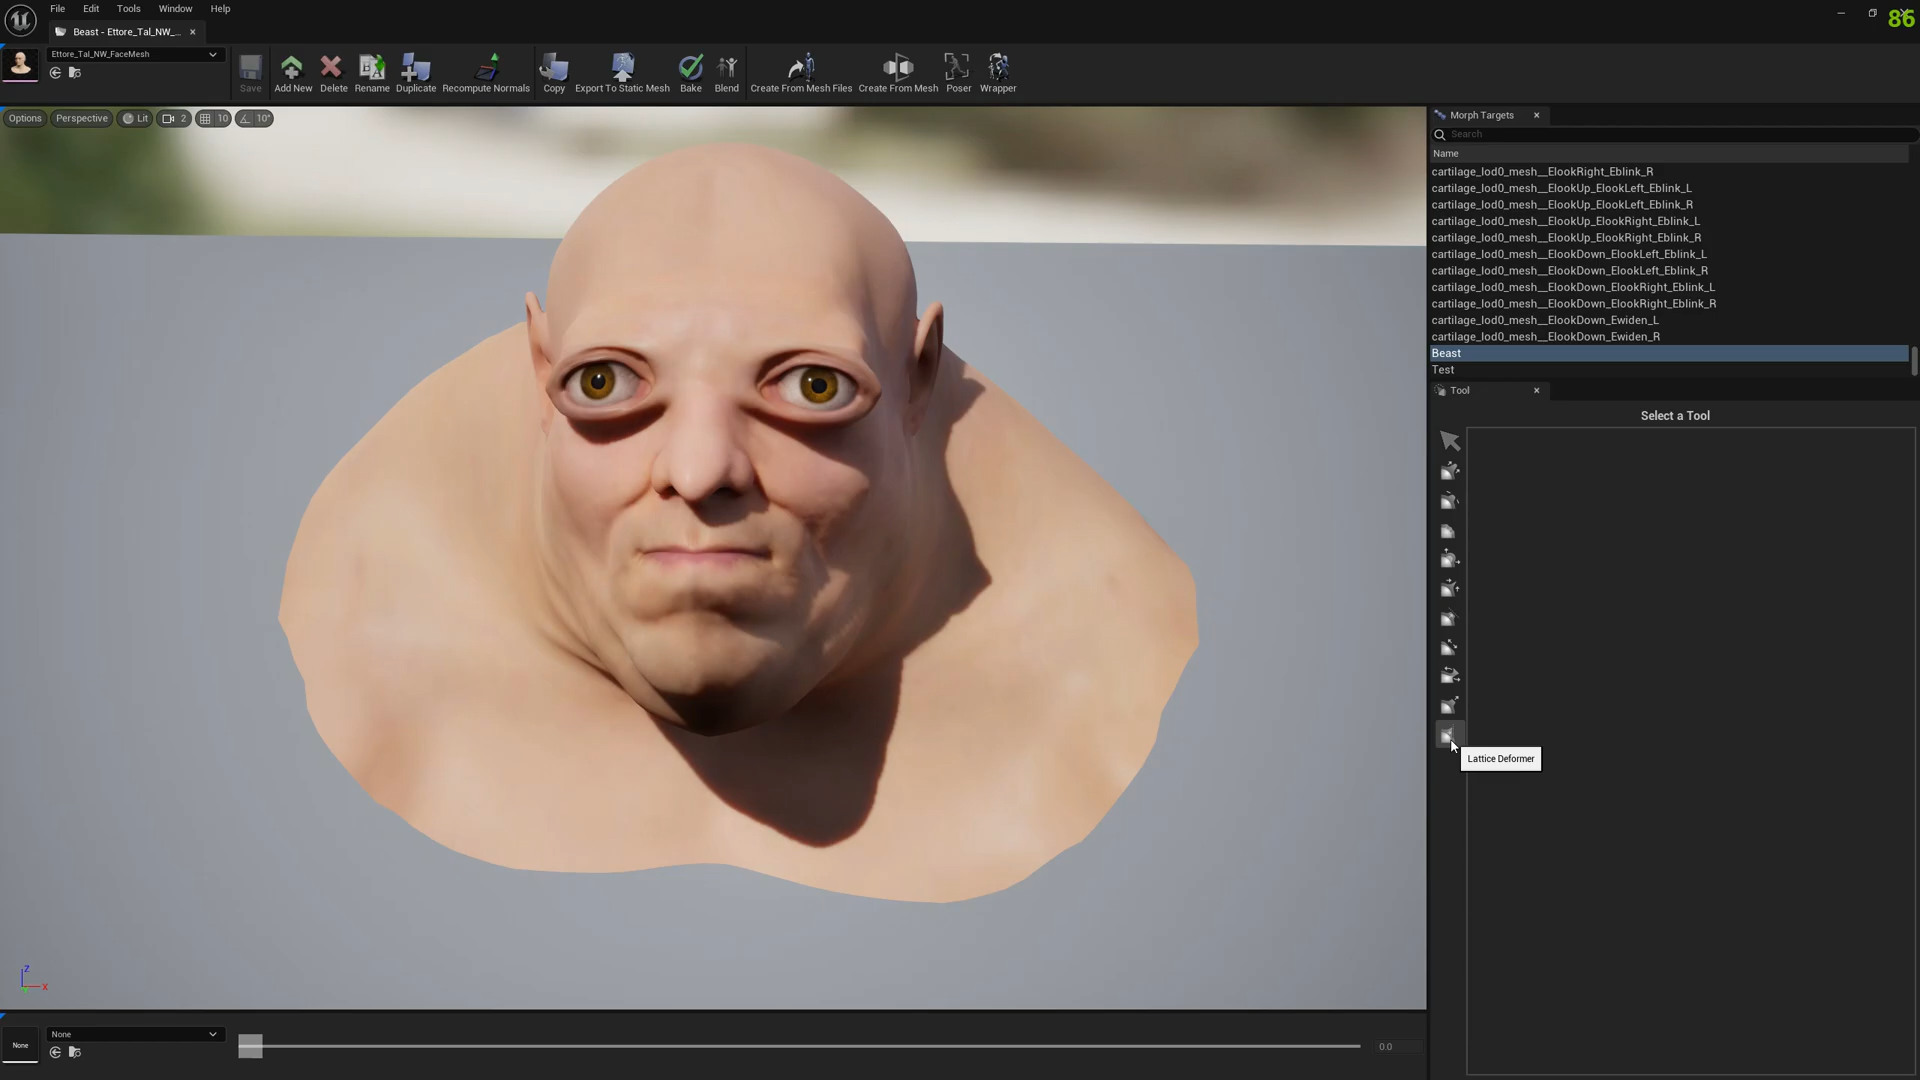 File Edit Tools Window Help
86
Beast - Ettore_Tal_NW_...
Ettore_Tal_NW_FaceMesh
Save Add New Delete Rename Duplicate Recompute Normals Copy Export To Static Mesh Bake Blend Create From Mesh Files Create From Mesh Poser Wrapper
Options Perspective Lit 2 10 10°
Morph Targets
Search
Name
cartilage_lod0_mesh__ElookRight_Eblink_R
cartilage_lod0_mesh__ElookUp_ElookLeft_Eblink_L
cartilage_lod0_mesh__ElookUp_ElookLeft_Eblink_R
cartilage_lod0_mesh__ElookUp_ElookRight_Eblink_L
cartilage_lod0_mesh__ElookUp_ElookRight_Eblink_R
cartilage_lod0_mesh__ElookDown_ElookLeft_Eblink_L
cartilage_lod0_mesh__ElookDown_ElookLeft_Eblink_R
cartilage_lod0_mesh__ElookDown_ElookRight_Eblink_L
cartilage_lod0_mesh__ElookDown_ElookRight_Eblink_R
cartilage_lod0_mesh__ElookDown_Ewiden_L
cartilage_lod0_mesh__ElookDown_Ewiden_R
Beast
Test
Tool
Select a Tool
Lattice Deformer
Z
X
None
None
0.0